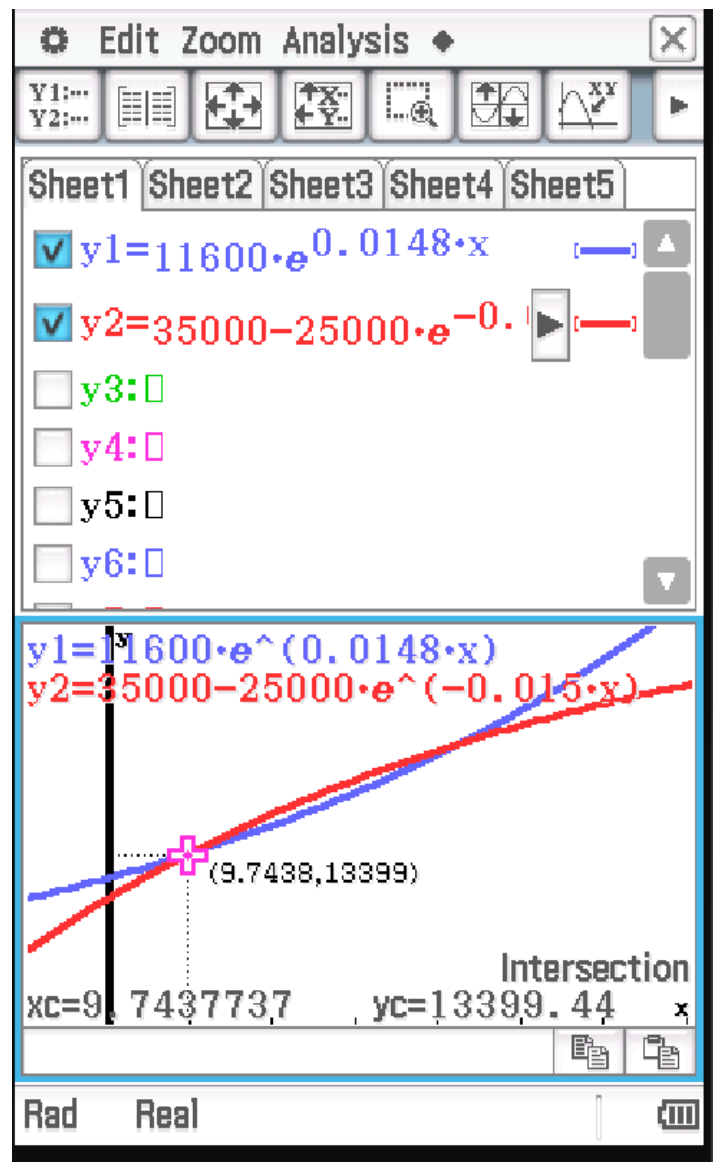 Edit Zoom Analysis
Y1:··· Y2:··· X·· Y·· XY
Sheet1 Sheet2 Sheet3 Sheet4 Sheet5
y1=11600·e^0.0148·x
y2=35000−25000·e^−0.
y3:
y4:
y5:
y6:
y1=11600·e^(0.0148·x)
y
y2=35000−25000·e^(−0.015·x)
(9.7438,13399)
Intersection
xc=9.7437737 yc=13399.44 x
Rad Real